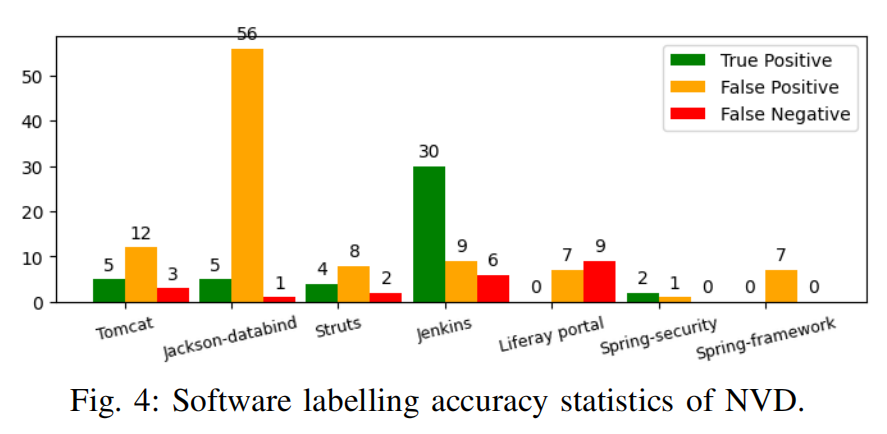 56
50
40
30
20
10
0
True Positive
False Positive
False Negative
5 12 3
5 1
4 8 2
30 9 6
0 7 9
2 1 0
0 7 0
Tomcat
Jackson-databind
Struts
Jenkins
Liferay portal
Spring-security
Spring-framework
Fig. 4: Software labelling accuracy statistics of NVD.